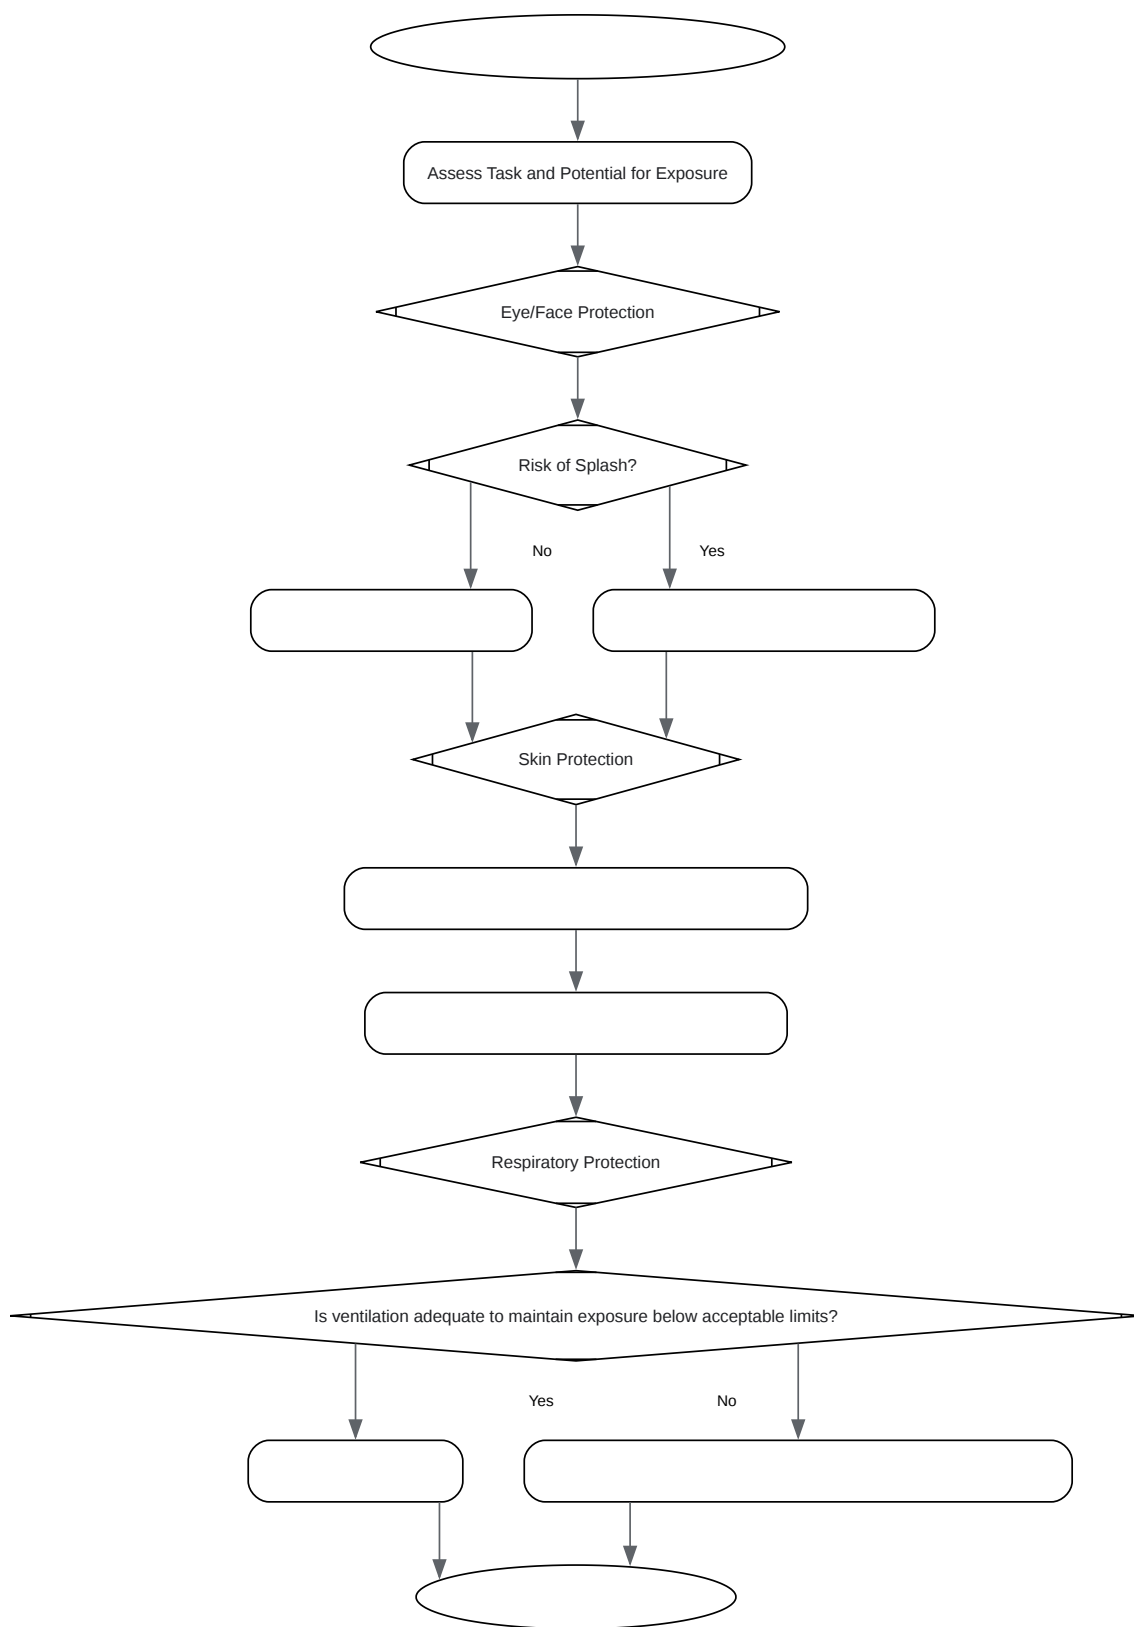 Assess Task and Potential for Exposure
Eye/Face Protection
Risk of Splash?
No
Yes
Skin Protection
Respiratory Protection
Is ventilation adequate to maintain exposure below acceptable limits?
Yes
No